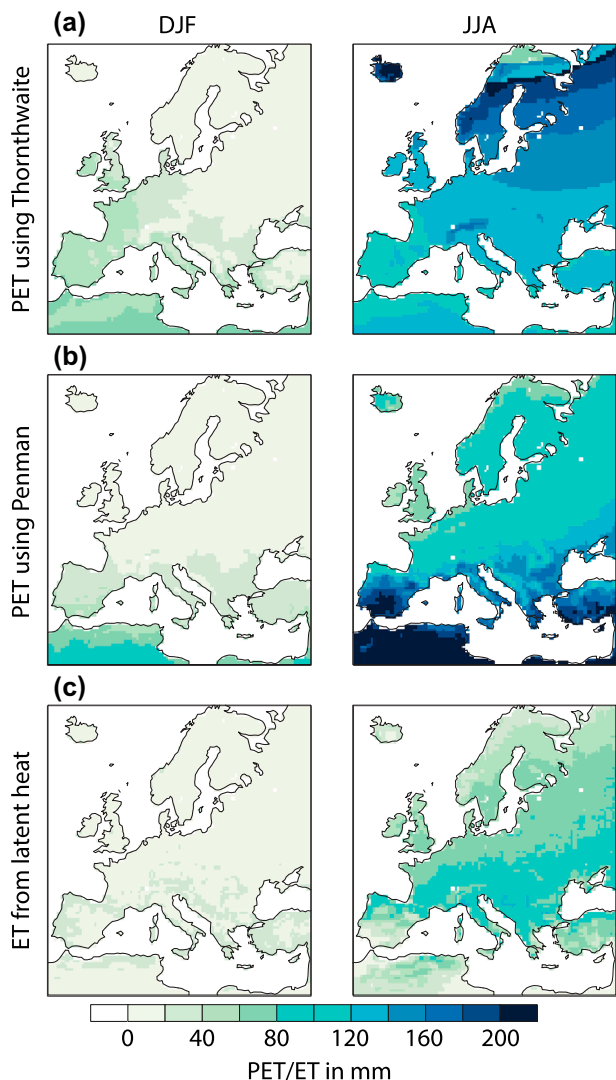 (a)
DJF
JJA
PET using Thornthwaite
(b)
PET using Penman
(c)
ET from latent heat
0 40 80 120 160 200
PET/ET in mm